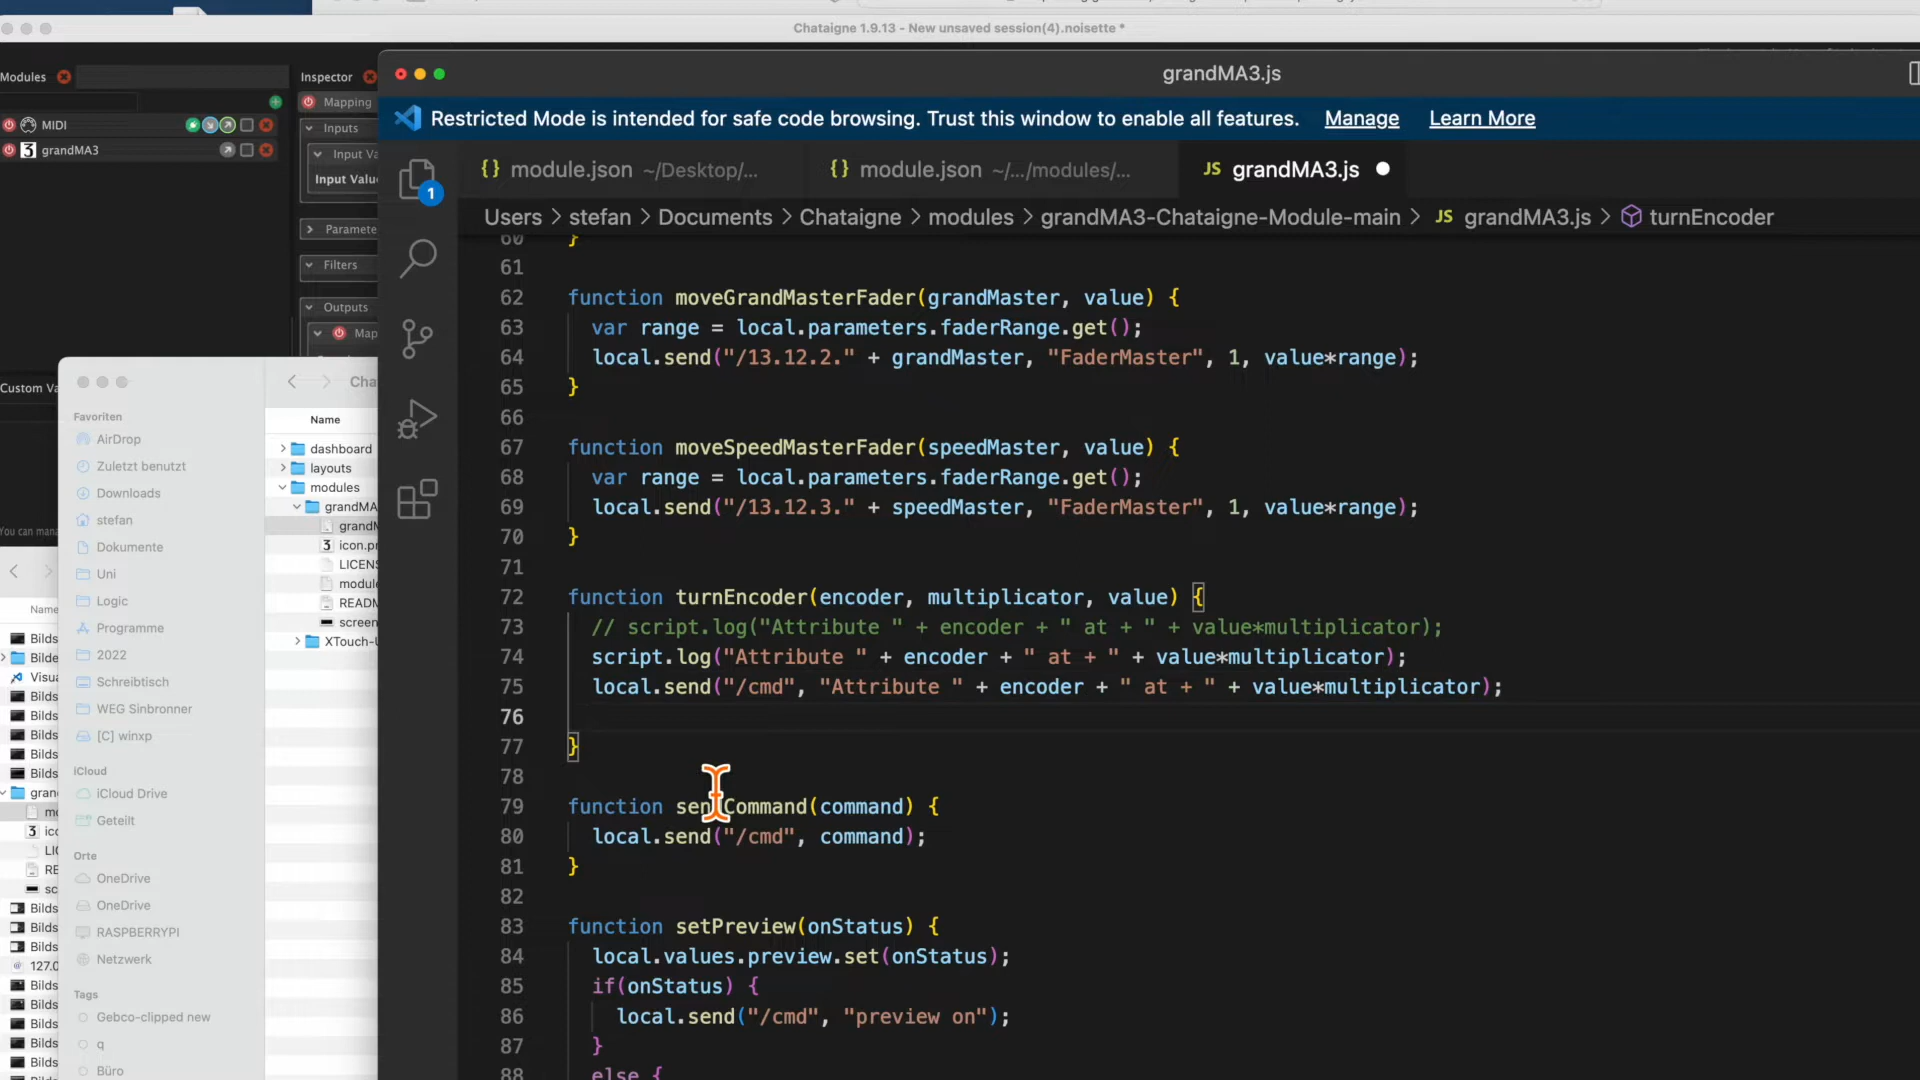 Chataigne 1.9.13 - New unsaved session(4).noisette *
Modules
Inspector
MIDI
grandMA3
Mapping
Inputs
Input Va
Input Valu
Paramete
Filters
Outputs
Map
Custom Va
You can mana
Name
Bilds
Bilde
Visua
Bilds
Bilds
Bilds
Bilds
Bilds
gran
mo
ico
LI
RE
sc
Bilds
Bilds
Bilds
127.0
Bilds
Bilds
Bilds
Bilds
Bilds
Favoriten
AirDrop
Zuletzt benutzt
Downloads
stefan
Dokumente
Uni
Logic
Programme
2022
Schreibtisch
WEG Sinbronner
[C] winxp
iCloud
iCloud Drive
Geteilt
Orte
OneDrive
OneDrive
RASPBERRYPI
Netzwerk
Tags
Gebco-clipped new
q
Büro
Cha
Name
dashboard
layouts
modules
grandMA
grandM
icon.pr
LICENS
module
READM
screen
XTouch-U
grandMA3.js
Restricted Mode is intended for safe code browsing. Trust this window to enable all features. Manage Learn More
1
{} module.json ~/Desktop/...
{} module.json ~/.../modules/...
JS grandMA3.js
Users > stefan > Documents > Chataigne > modules > grandMA3-Chataigne-Module-main > JS grandMA3.js > turnEncoder
60 }
61
62 function moveGrandMasterFader(grandMaster, value) {
63 var range = local.parameters.faderRange.get();
64 local.send("/13.12.2." + grandMaster, "FaderMaster", 1, value*range);
65 }
66
67 function moveSpeedMasterFader(speedMaster, value) {
68 var range = local.parameters.faderRange.get();
69 local.send("/13.12.3." + speedMaster, "FaderMaster", 1, value*range);
70 }
71
72 function turnEncoder(encoder, multiplicator, value) {
73 // script.log("Attribute " + encoder + " at + " + value*multiplicator);
74 script.log("Attribute " + encoder + " at + " + value*multiplicator);
75 local.send("/cmd", "Attribute " + encoder + " at + " + value*multiplicator);
76
77 }
78
79 function sendCommand(command) {
80 local.send("/cmd", command);
81 }
82
83 function setPreview(onStatus) {
84 local.values.preview.set(onStatus);
85 if(onStatus) {
86 local.send("/cmd", "preview on");
87 }
88 else {